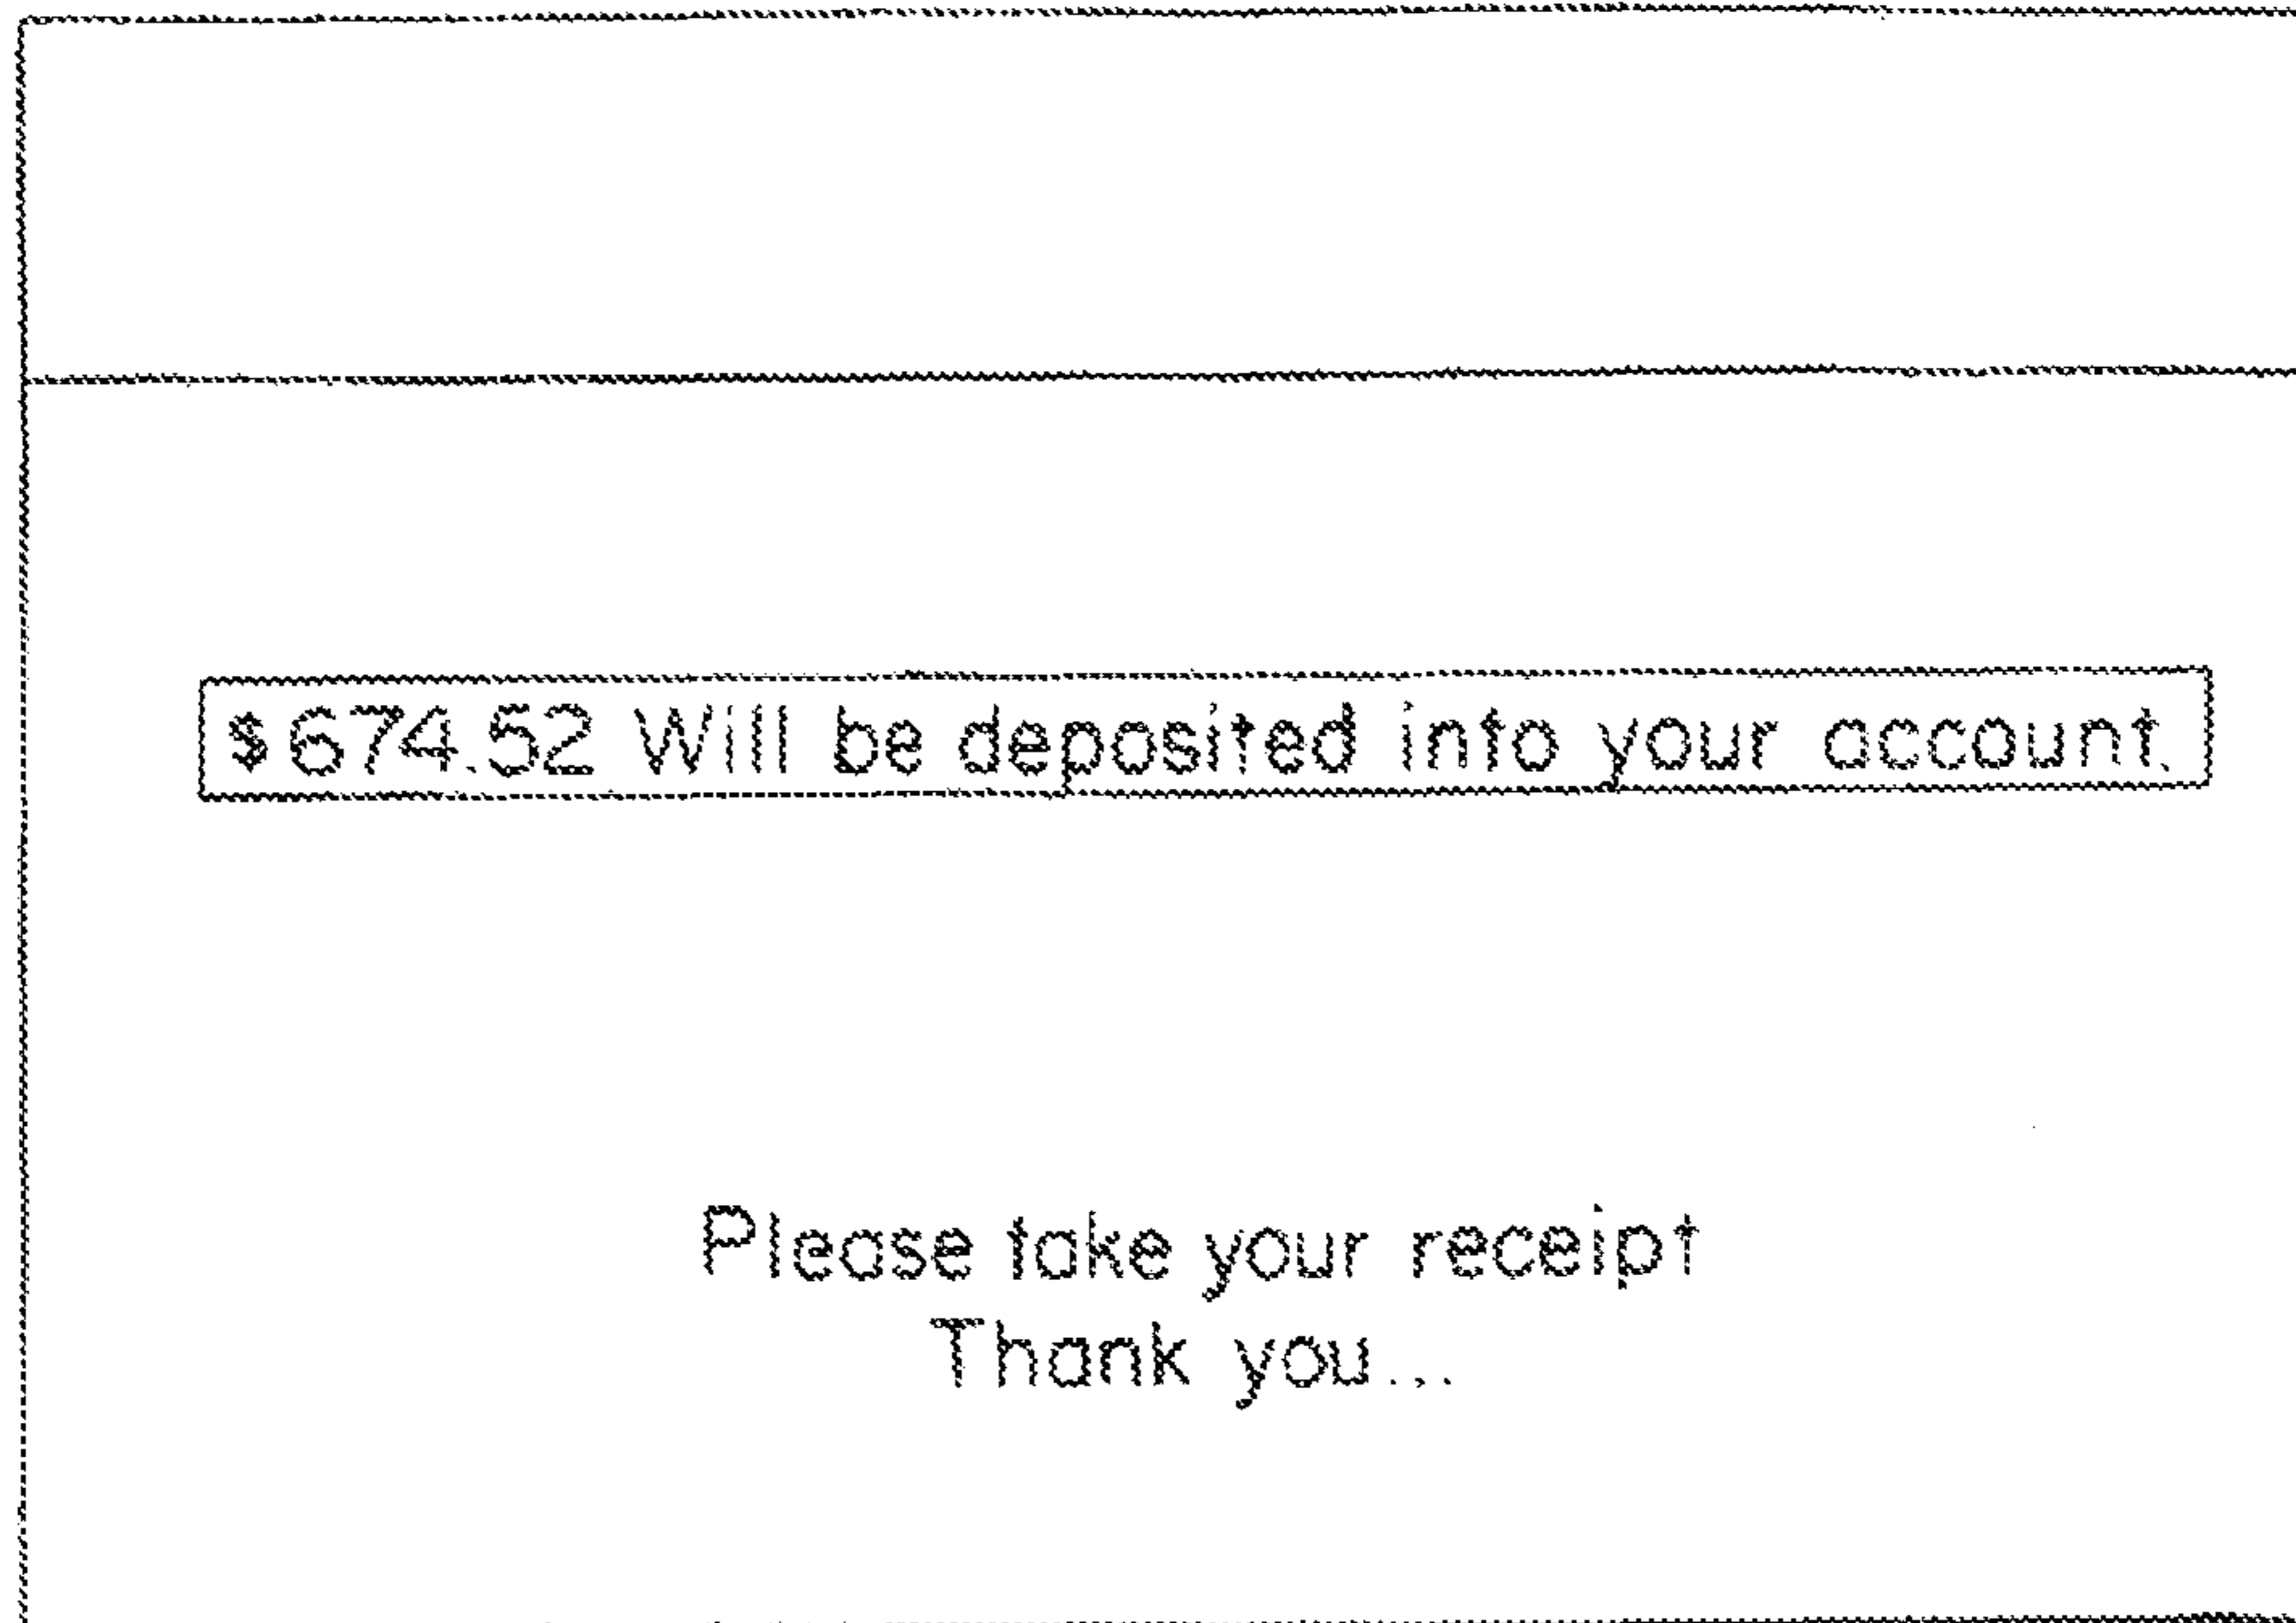 $674.52 Will be deposited into your account.
Please take your receipt
Thank you...